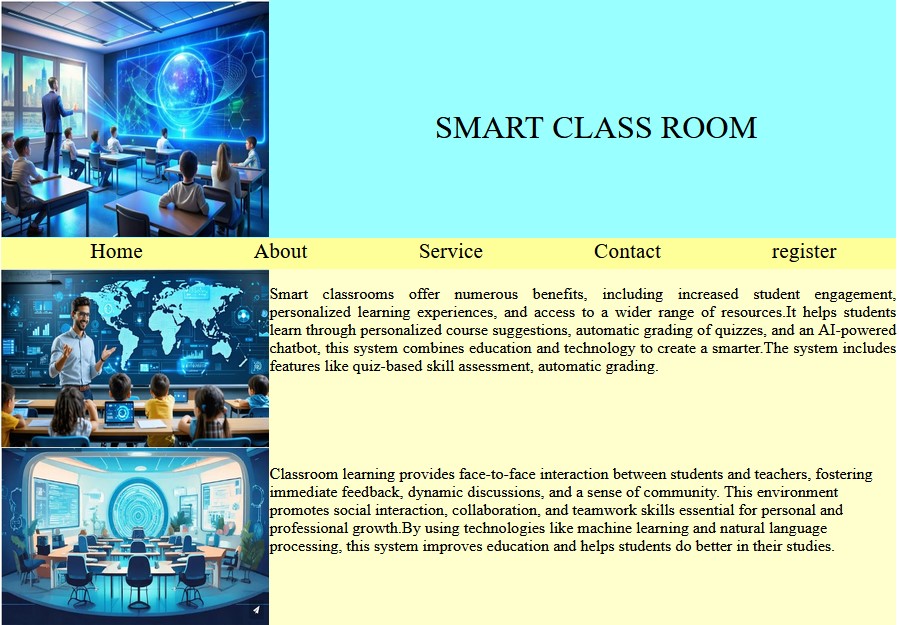 SMART CLASS ROOM
Home About Service Contact register
Smart classrooms offer numerous benefits, including increased student engagement,
personalized learning experiences, and access to a wider range of resources.It helps students
learn through personalized course suggestions, automatic grading of quizzes, and an AI-powered
chatbot, this system combines education and technology to create a smarter.The system includes
features like quiz-based skill assessment, automatic grading.
Classroom learning provides face-to-face interaction between students and teachers, fostering
immediate feedback, dynamic discussions, and a sense of community. This environment
promotes social interaction, collaboration, and teamwork skills essential for personal and
professional growth.By using technologies like machine learning and natural language
processing, this system improves education and helps students do better in their studies.